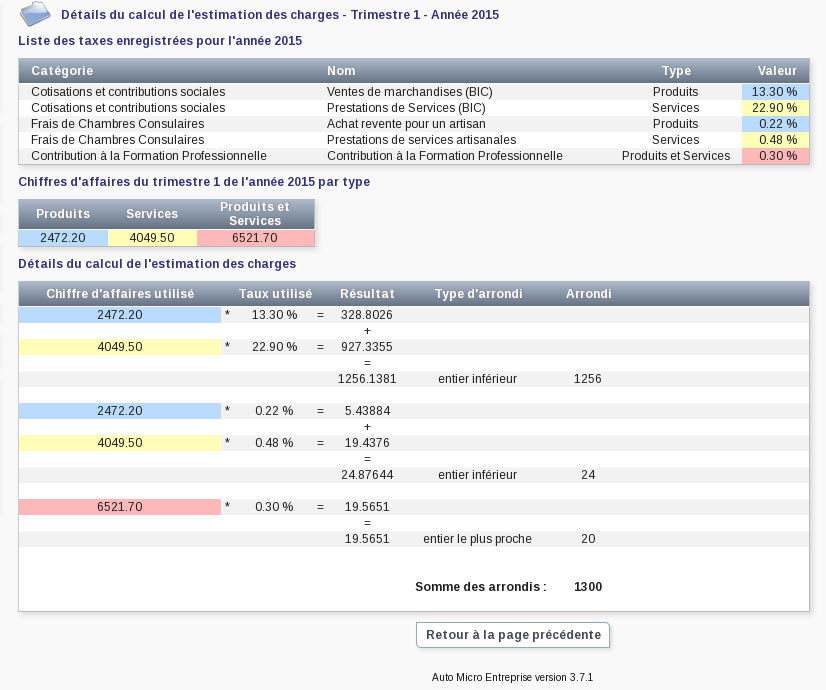 Détails du calcul de l'estimation des charges - Trimestre 1 - Année 2015
Liste des taxes enregistrées pour l'année 2015
Catégorie Nom Type Valeur
Cotisations et contributions sociales Ventes de marchandises (BIC) Produits 13.30 %
Cotisations et contributions sociales Prestations de Services (BIC) Services 22.90 %
Frais de Chambres Consulaires Achat revente pour un artisan Produits 0.22 %
Frais de Chambres Consulaires Prestations de services artisanales Services 0.48 %
Contribution à la Formation Professionnelle Contribution à la Formation Professionnelle Produits et Services 0.30 %
Chiffres d'affaires du trimestre 1 de l'année 2015 par type
Produits Services Produits et
Services
2472.20 4049.50 6521.70
Détails du calcul de l'estimation des charges
Chiffre d'affaires utilisé Taux utilisé Résultat Type d'arrondi Arrondi
2472.20 * 13.30 % = 328.8026
+
4049.50 * 22.90 % = 927.3355
=
1256.1381 entier inférieur 1256
2472.20 * 0.22 % = 5.43884
+
4049.50 * 0.48 % = 19.4376
=
24.87644 entier inférieur 24
6521.70 * 0.30 % = 19.5651
=
19.5651 entier le plus proche 20
Somme des arrondis : 1300
Retour à la page précédente
Auto Micro Entreprise version 3.7.1